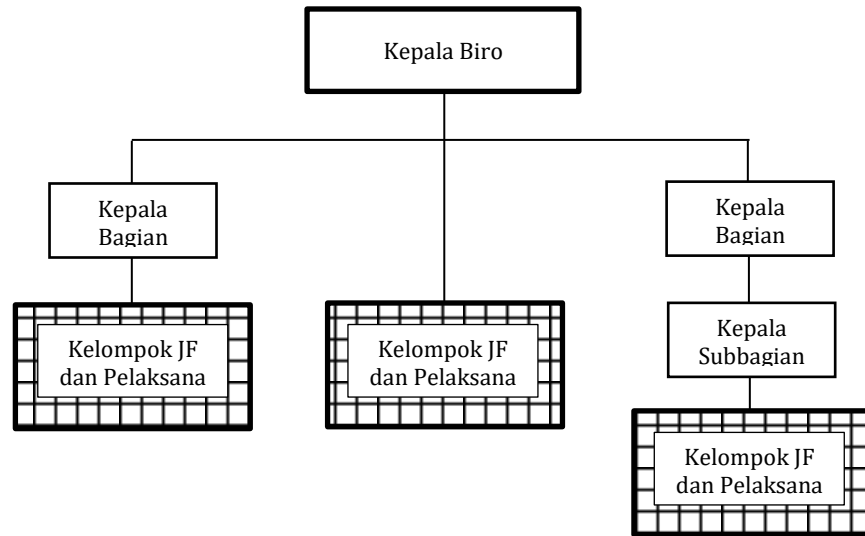 Kepala Biro
Kepala
Bagian
Kepala
Bagian
Kelompok JF
dan Pelaksana
Kelompok JF
dan Pelaksana
Kepala
Subbagian
Kelompok JF
dan Pelaksana